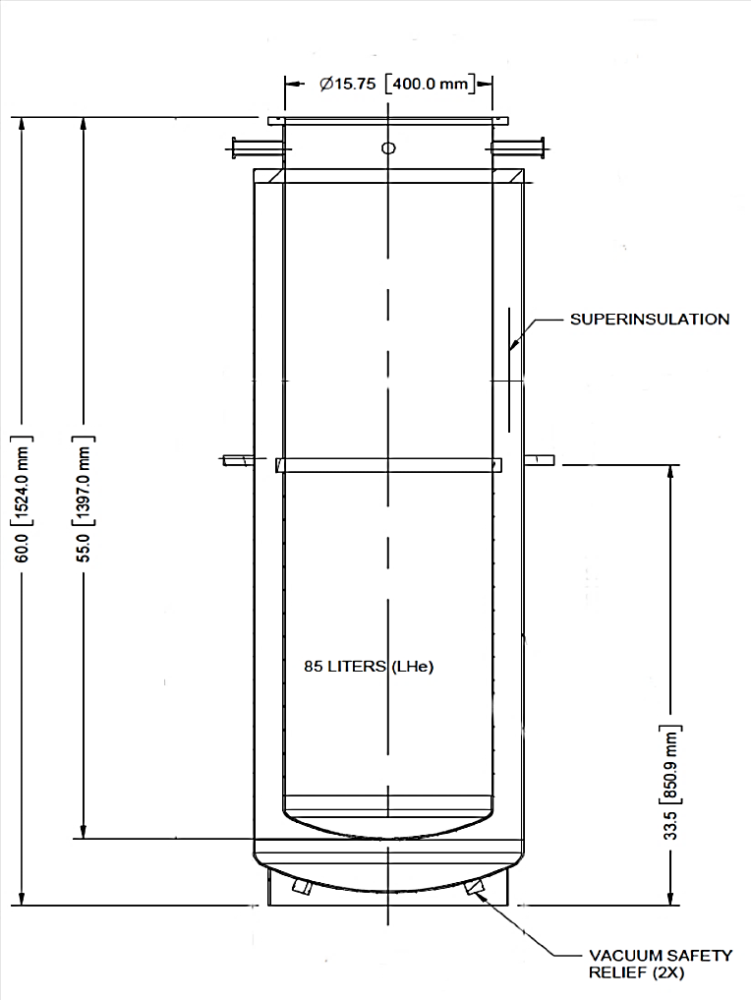 Ø15.75 [400.0 mm]
SUPERINSULATION
60.0 [1524.0 mm]
55.0 [1397.0 mm]
85 LITERS (LHe)
33.5 [850.9 mm]
VACUUM SAFETY
RELIEF (2X)